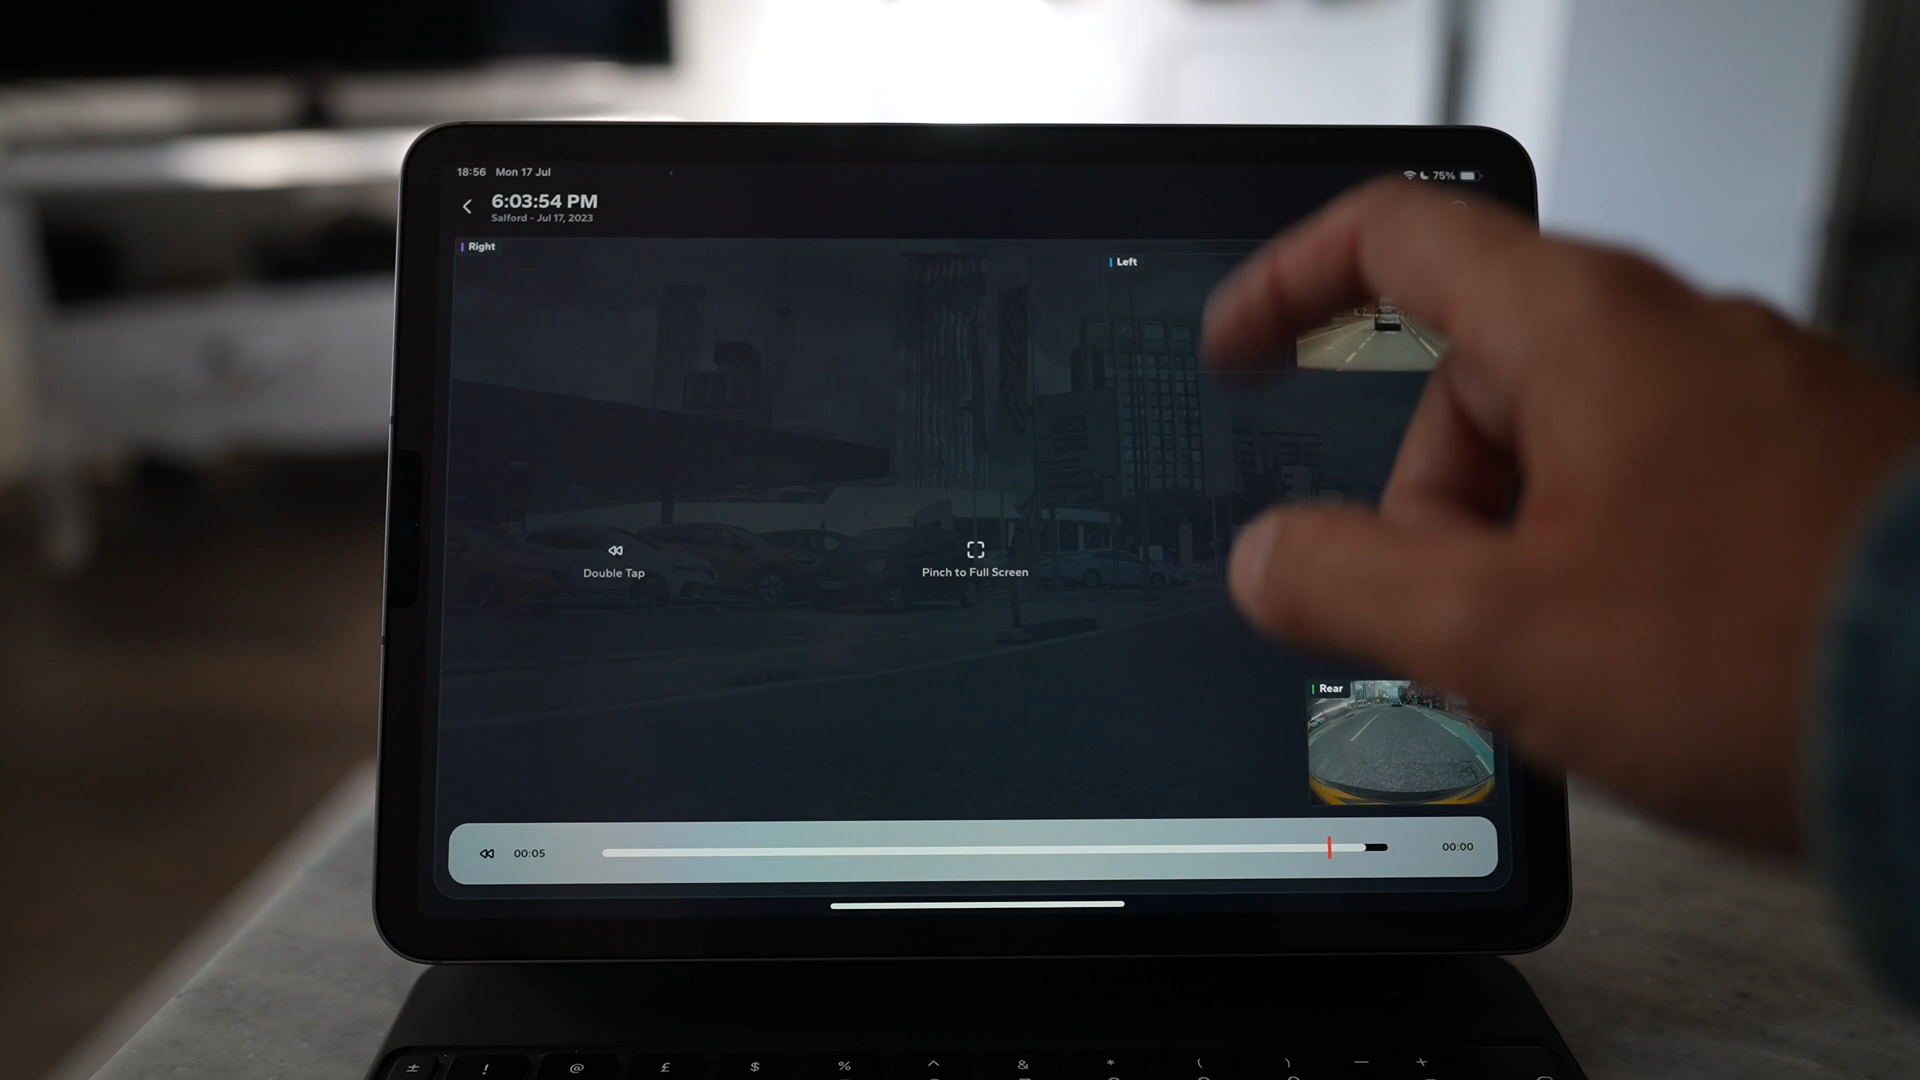 18:56 Mon 17 Jul
75%
6:03:54 PM
Salford - Jul 17, 2023
Right
Left
Double Tap
Pinch to Full Screen
Rear
00:05
00:00
± ! @ £ $ % ^ & * ( ) — +